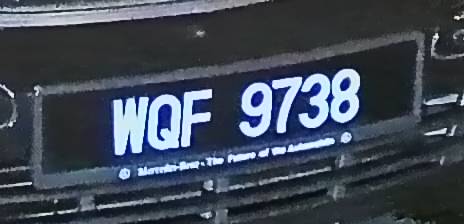 WQF 9738
Mercedes-Benz - The Future of the Automobile